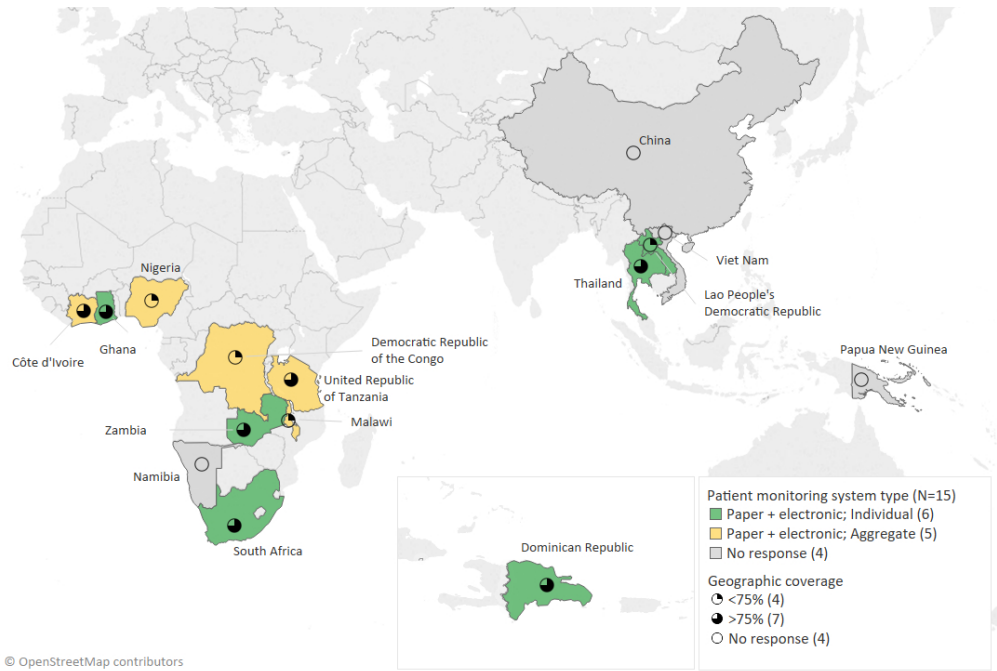 China
Viet Nam
Thailand
Lao People's
Democratic Republic
Nigeria
Côte d'Ivoire
Ghana
Democratic Republic
of the Congo
United Republic
of Tanzania
Papua New Guinea
Zambia
Malawi
Namibia
South Africa
Dominican Republic
Patient monitoring system type (N=15)
Paper + electronic; Individual (6)
Paper + electronic; Aggregate (5)
No response (4)
Geographic coverage
<75% (4)
>75% (7)
No response (4)
© OpenStreetMap contributors